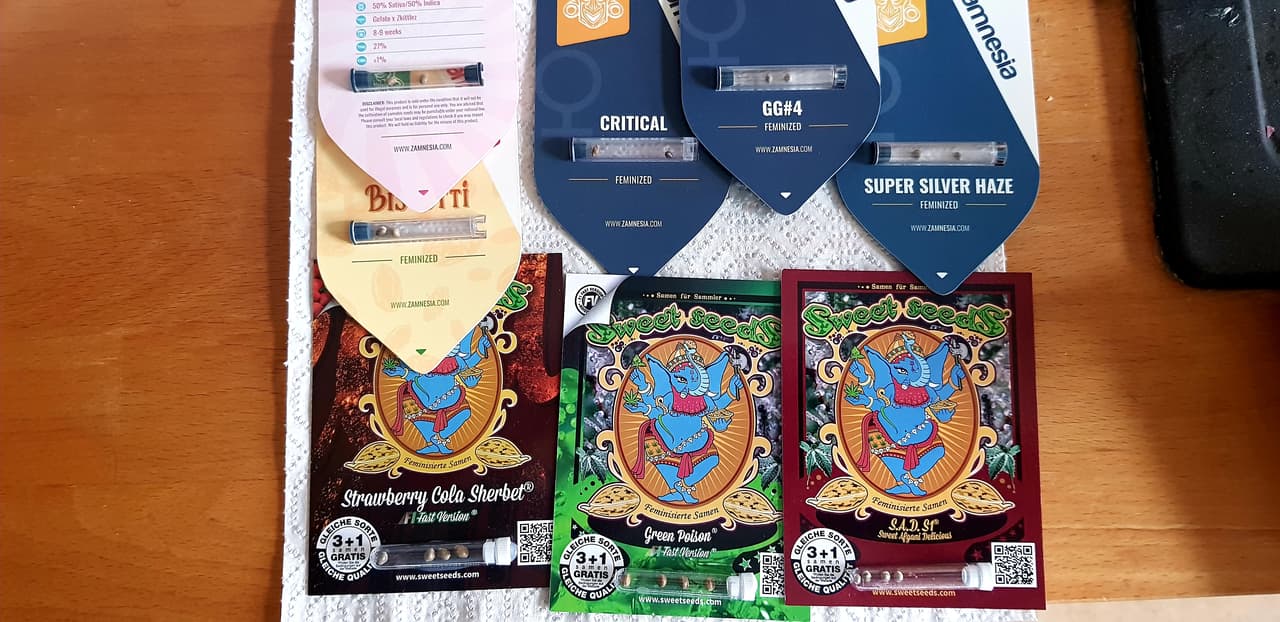 50% Sativa/50% Indica
Gelato x Zkittlez
8-9 weeks
27%
<1%
DISCLAIMER: This product is sold under the condition that it will not be
used for illegal purposes and is for personal use only. You are advised that
the cultivation of cannabis seeds may be punishable under your national law.
Please consult your local laws and regulations to check if you may import
this product. We will hold no liability for the misuse of this product.
WWW.ZAMNESIA.COM
FEMINIZED
WWW.ZAMNESIA.COM
CRITICAL
FEMINIZED
WWW.ZAMNESIA.COM
GG#4
FEMINIZED
WWW.ZAMNESIA.COM
zamnesia
SUPER SILVER HAZE
FEMINIZED
WWW.ZAMNESIA.COM
Feminisierte Samen
Strawberry Cola Sherbet®
F1 Fast Version®
GLEICHE SORTE
3+1
samen
GRATIS
GLEICHE QUALITÄT
www.sweetseeds.com
Samen für Sammler
Sweet Seeds
Feminisierte Samen
Green Poison®
F1 Fast Version®
GLEICHE SORTE
3+1
samen
GRATIS
GLEICHE QUALITÄT
www.sweetseeds.com
Samen für
Sweet Seeds
Feminisierte Samen
S.A.D. S1®
Sweet Afgani Delicious
GLEICHE SORTE
3+1
samen
GRATIS
GLEICHE QUALITÄT
www.sweetseeds.com